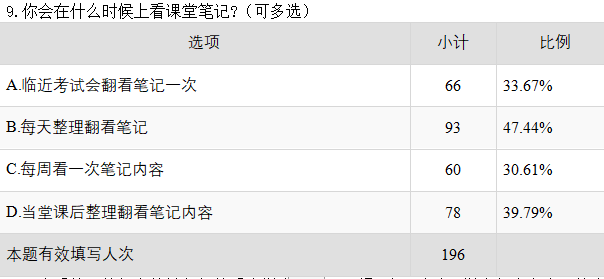 9.你会在什么时候上看课堂笔记?（可多选）
选项 小计 比例
A.临近考试会翻看笔记一次 66 33.67%
B.每天整理翻看笔记 93 47.44%
C.每周看一次笔记内容 60 30.61%
D.当堂课后整理翻看笔记内容 78 39.79%
本题有效填写人次 196